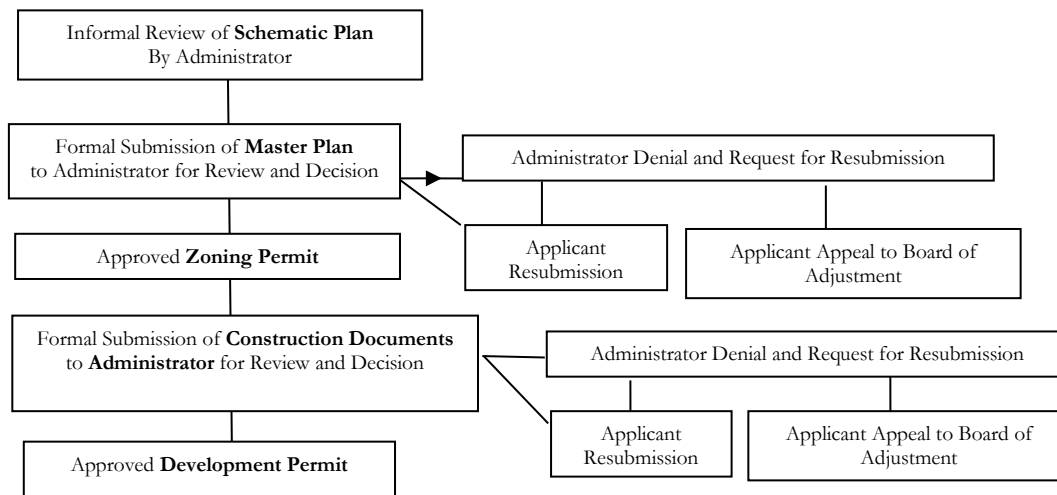 Informal Review of Schematic Plan
By Administrator
Formal Submission of Master Plan
to Administrator for Review and Decision
Administrator Denial and Request for Resubmission
Applicant
Resubmission
Applicant Appeal to Board of
Adjustment
Approved Zoning Permit
Formal Submission of Construction Documents
to Administrator for Review and Decision
Administrator Denial and Request for Resubmission
Applicant
Resubmission
Applicant Appeal to Board of
Adjustment
Approved Development Permit